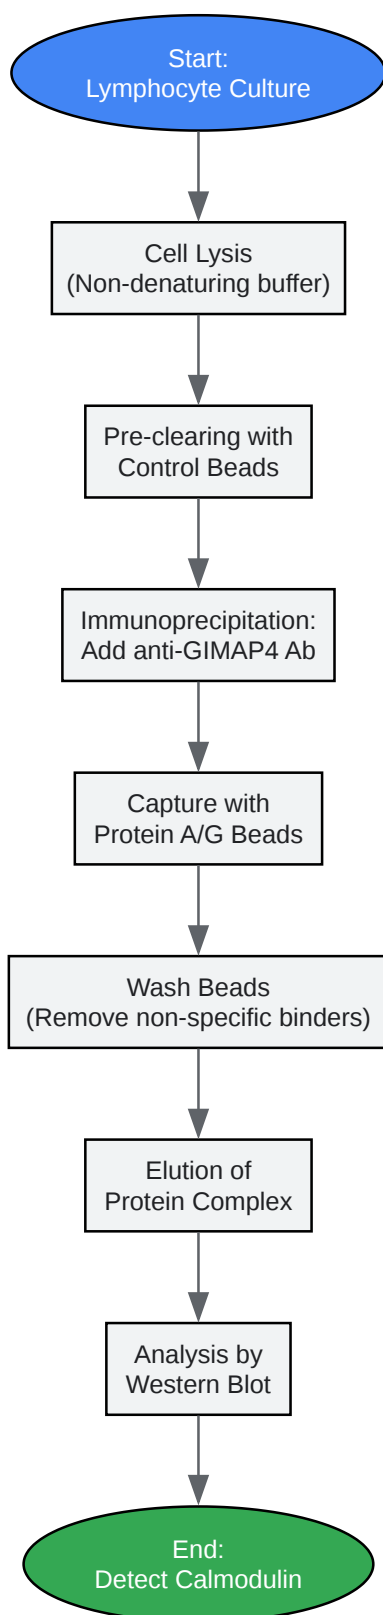 Start:
Lymphocyte Culture
Cell Lysis
(Non-denaturing buffer)
Pre-clearing with
Control Beads
Immunoprecipitation:
Add anti-GIMAP4 Ab
Capture with
Protein A/G Beads
Wash Beads
(Remove non-specific binders)
Elution of
Protein Complex
Analysis by
Western Blot
End:
Detect Calmodulin